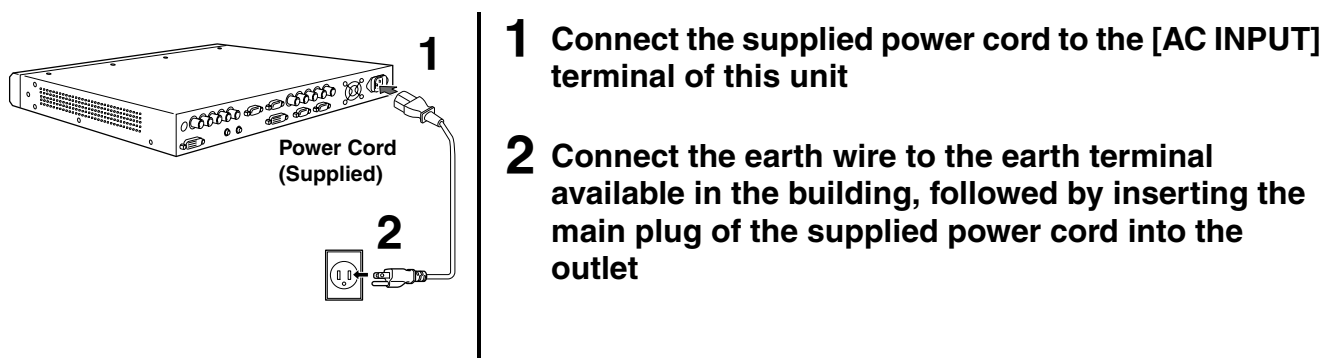 1
Power Cord
(Supplied)
2
1 Connect the supplied power cord to the [AC INPUT]
terminal of this unit
2 Connect the earth wire to the earth terminal
available in the building, followed by inserting the
main plug of the supplied power cord into the
outlet